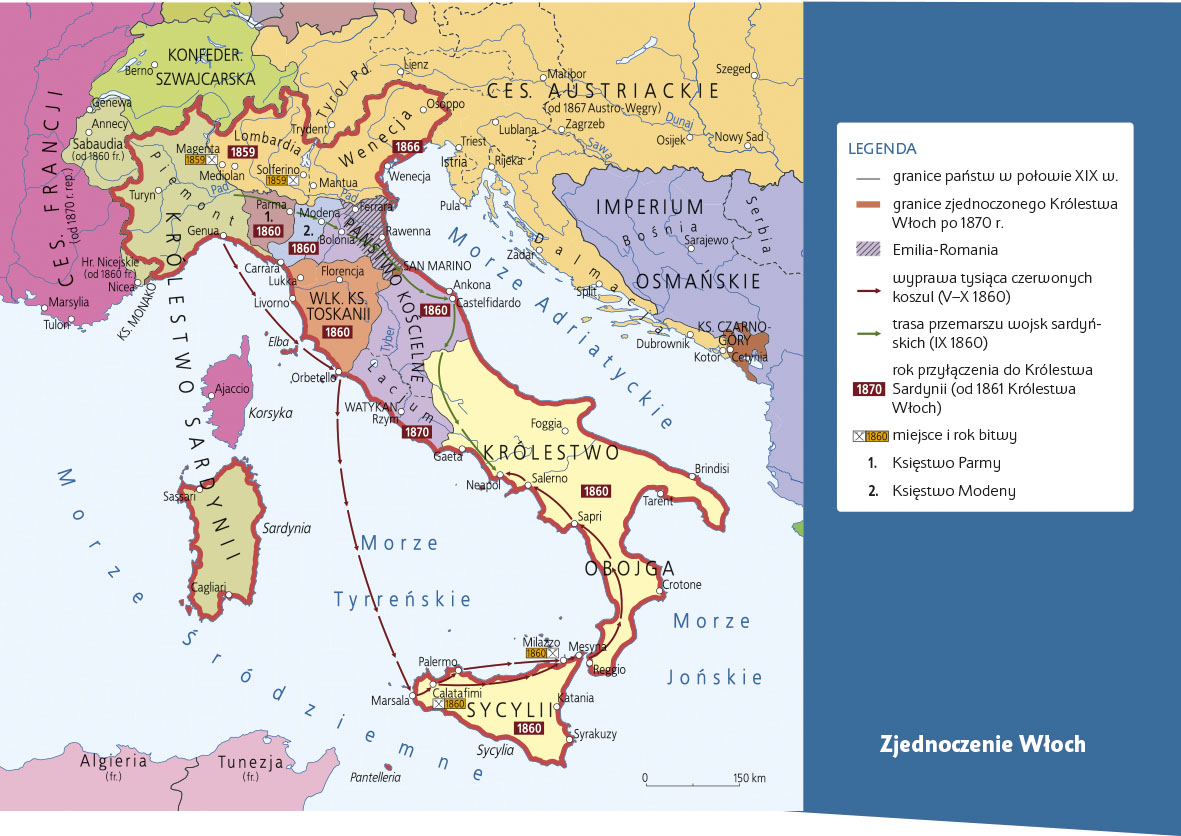 KONFEDER.
SZWAJCARSKA
Berno
Genewa
Annecy
Sabaudia
(od 1860 fr.)
CES. FRANCJI
(od 1870 r. rep.)
Lienz
Tyrol Pd.
Trydent
Osoppo
CES. AUSTRIACKIE
(od 1867 Austro-Węgry)
Maribor
Szeged
Lublana
Zagrzeb
Dunaj
Osijek
Nowy Sad
Sawa
Triest
Istria
Rijeka
Pula
Lombardia
1859
Magenta
1859
Mediolan
Solferino
1859
Mantua
Wenecja
1866
Wenecja
Piemont
Turyn
Pad
Pad
Genua
Parma
1.
1860
Modena
2.
1860
Ferrara
Bolonia
Rawenna
PAŃSTWO KOŚCIELNE
SAN MARINO
Hr. Nicejskie
(od 1860 fr.)
Nicea
KS. MONAKO
Marsylia
Tulon
KRÓLESTWO SARDYNII
Carrara
Lukka
Florencja
Livorno
WLK. KS.
TOSKANII
1860
Ankona
Castelfidardo
1860
Tyber
Elba
Orbetello
Lacjum
WATYKAN
Rzym
1870
Ajaccio
Korsyka
Sassari
Sardynia
Cagliari
IMPERIUM
OSMAŃSKIE
Bośnia
Sarajewo
Serbia
Zadar
Dalmacja
Split
Dubrownik
KS. CZARNO-
GÓRY
Kotor
Cetynia
Morze Adriatyckie
Foggia
Gaeta
KRÓLESTWO
Neapol
Salerno
1860
Brindisi
Tarent
Sapri
OBOJGA
Crotone
Morze
Tyrreńskie
Morze
Jońskie
Morze Śródziemne
Milazzo
1860
Mesyna
Reggio
Palermo
Marsala
Calatafimi
1860
SYCYLII
1860
Katania
Syrakuzy
Sycylia
Pantelleria
Algieria
(fr.)
Tunezja
(fr.)
0 150 km
LEGENDA
granice państw w połowie XIX w.
granice zjednoczonego Królestwa
Włoch po 1870 r.
Emilia-Romania
wyprawa tysiąca czerwonych
koszul (V–X 1860)
trasa przemarszu wojsk sardyń-
skich (IX 1860)
rok przyłączenia do Królestwa
1870 Sardynii (od 1861 Królestwa
Włoch)
1860 miejsce i rok bitwy
1. Księstwo Parmy
2. Księstwo Modeny
Zjednoczenie Włoch